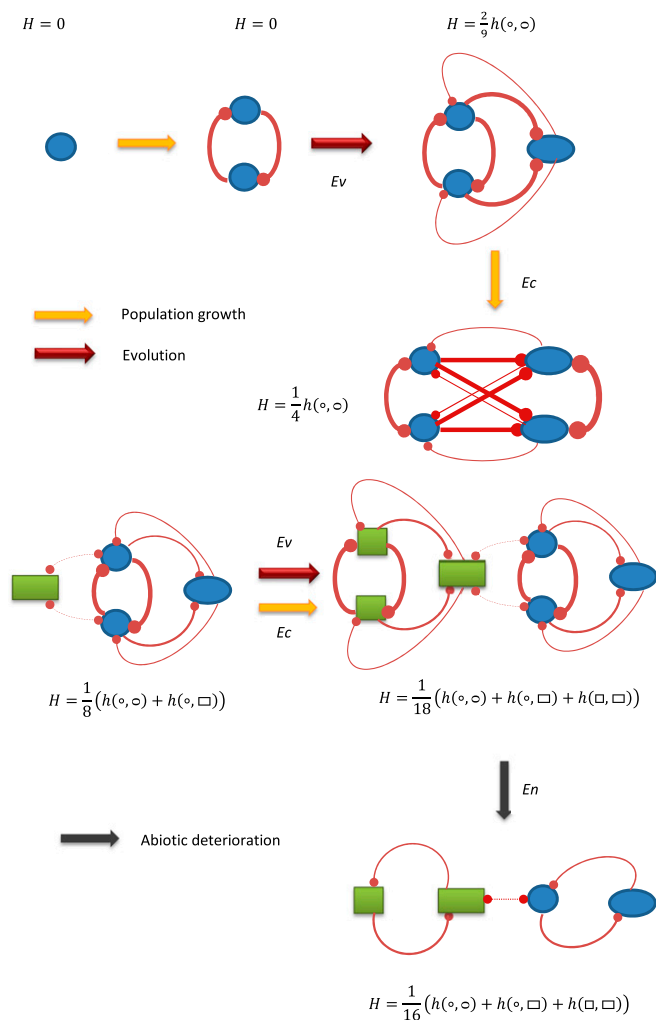 H = 0
H = 0
H = 2/9 h(∘, ⬭)
Ev
Ec
Population growth
Evolution
H = 1/4 h(∘, ⬭)
Ev
Ec
H = 1/8 (h(∘, ⬭) + h(∘, ▭))
H = 1/18 (h(∘, ⬭) + h(∘, ▭) + h(□, ▭))
En
Abiotic deterioration
H = 1/16 (h(∘, ⬭) + h(∘, ▭) + h(□, ▭))